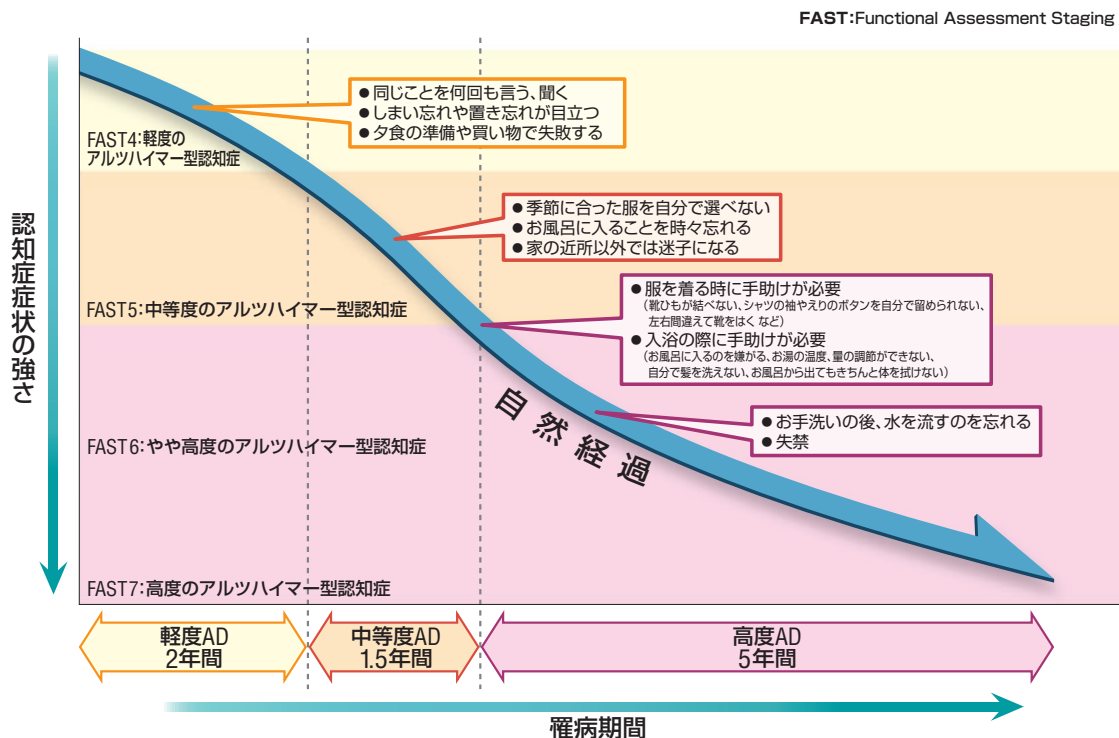 FAST:Functional Assessment Staging
認知症症状の強さ
●同じことを何回も言う、聞く
●しまい忘れや置き忘れが目立つ
●夕食の準備や買い物で失敗する
FAST4:軽度の
アルツハイマー型認知症
●季節に合った服を自分で選べない
●お風呂に入ることを時々忘れる
●家の近所以外では迷子になる
FAST5:中等度のアルツハイマー型認知症
●服を着る時に手助けが必要
(靴ひもが結べない、シャツの袖やえりのボタンを自分で留められない、
左右間違えて靴をはく など)
●入浴の際に手助けが必要
(お風呂に入るのを嫌がる、お湯の温度、量の調節ができない、
自分で髪を洗えない、お風呂から出てもきちんと体を拭けない)
自然経過
●お手洗いの後、水を流すのを忘れる
●失禁
FAST6:やや高度のアルツハイマー型認知症
FAST7:高度のアルツハイマー型認知症
軽度AD
2年間
中等度AD
1.5年間
高度AD
5年間
罹病期間